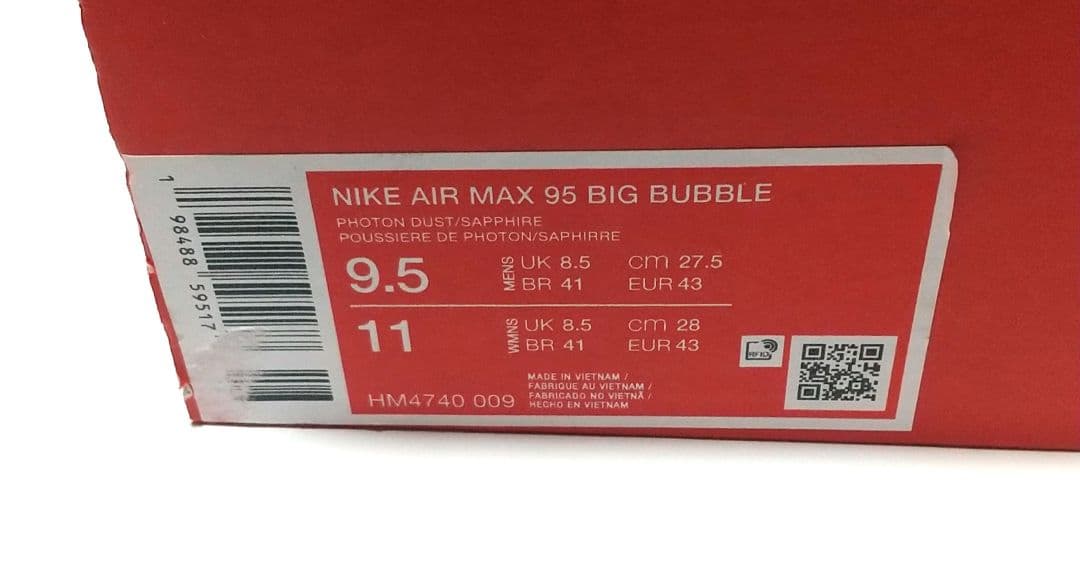 NIKE AIR MAX 95 BIG BUBBLE
PHOTON DUST/SAPPHIRE
POUSSIERE DE PHOTON/SAPHIRRE
9.5 MENS UK 8.5 cm 27.5
BR 41 EUR 43
11 WMNS UK 8.5 cm 28
BR 41 EUR 43
MADE IN VIETNAM /
FABRIQUE AU VIETNAM /
FABRICADO NO VIETNÃ /
HECHO EN VIETNAM
HM4740 009
RFID
1 98488 59517